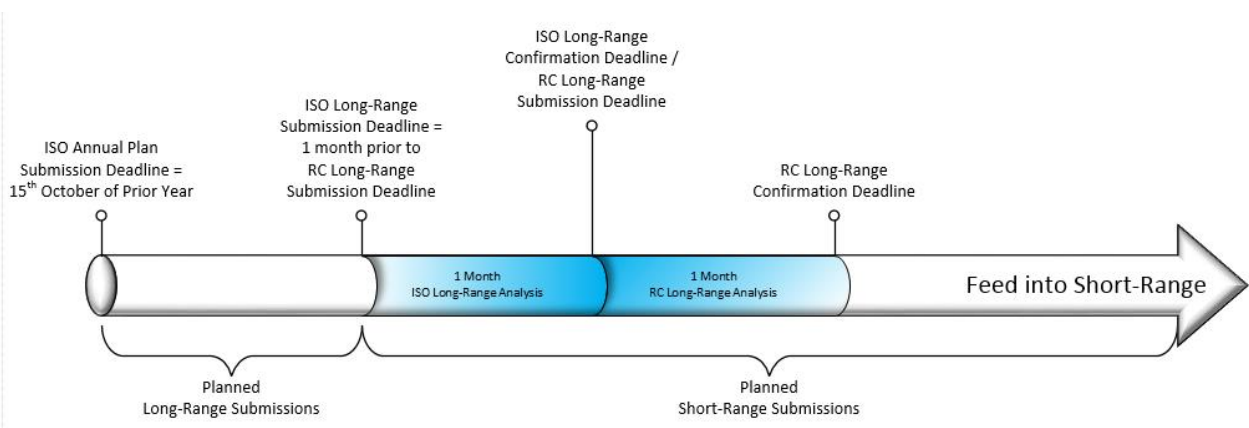 ISO Annual Plan
Submission Deadline =
15th October of Prior Year
ISO Long-Range
Submission Deadline =
1 month prior to
RC Long-Range
Submission Deadline
ISO Long-Range
Confirmation Deadline /
RC Long-Range
Submission Deadline
RC Long-Range
Confirmation Deadline
1 Month
ISO Long-Range Analysis
1 Month
RC Long-Range Analysis
Feed into Short-Range
Planned
Long-Range Submissions
Planned
Short-Range Submissions